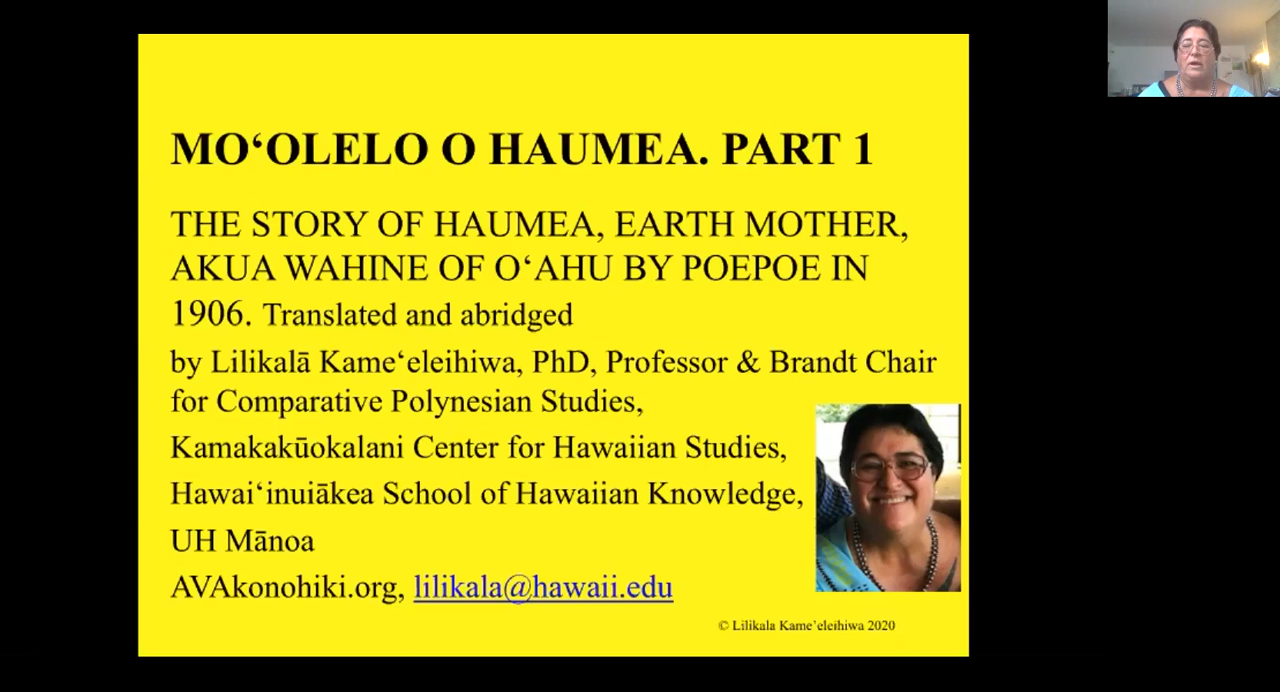 MOʻOLELO O HAUMEA. PART 1
THE STORY OF HAUMEA, EARTH MOTHER,
AKUA WAHINE OF OʻAHU BY POEPOE IN
1906. Translated and abridged
by Lilikalā Kameʻeleihiwa, PhD, Professor & Brandt Chair
for Comparative Polynesian Studies,
Kamakakūokalani Center for Hawaiian Studies,
Hawaiʻinuiākea School of Hawaiian Knowledge,
UH Mānoa
AVAkonohiki.org, lilikala@hawaii.edu
© Lilikala Kame’eleihiwa 2020